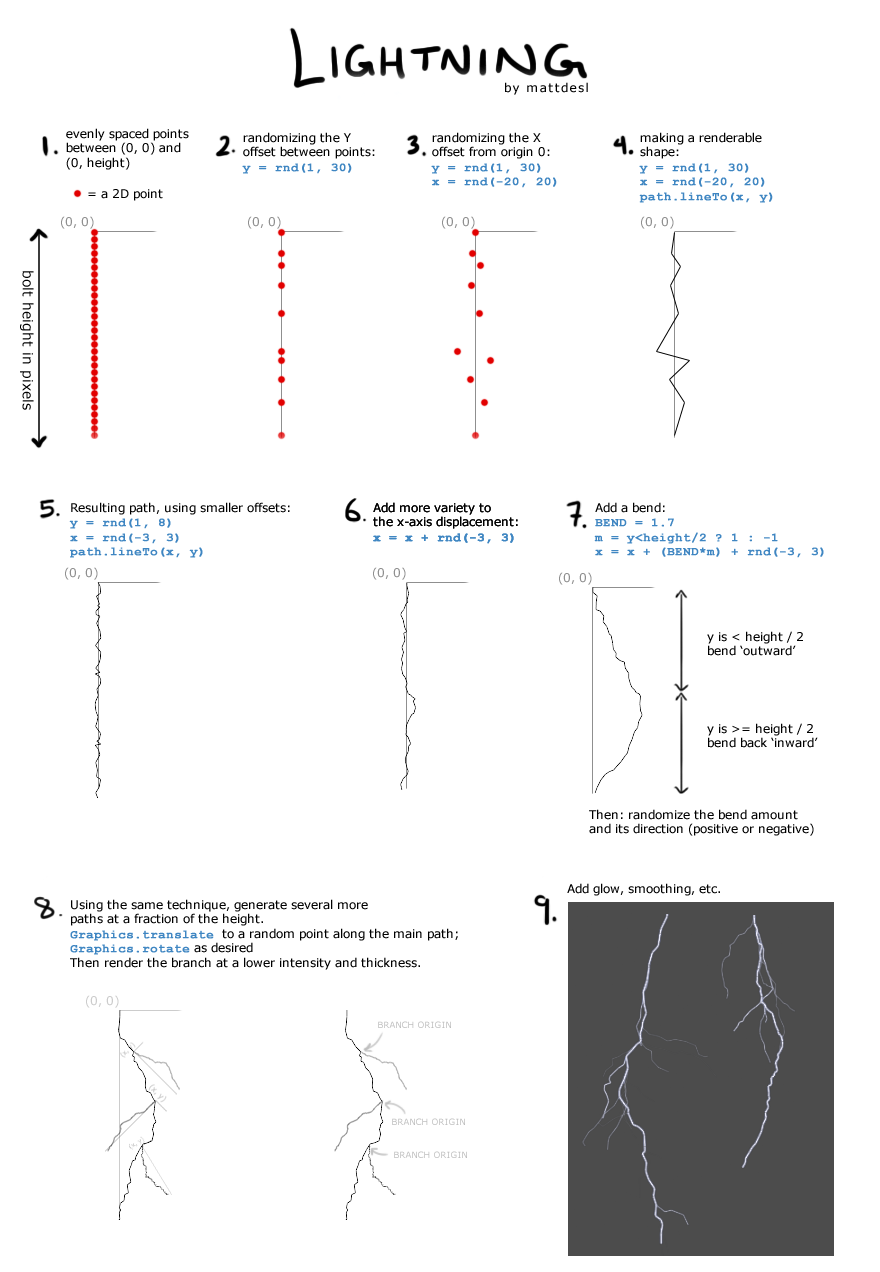 LIGHTNING
by mattdesl
1.
evenly spaced points
between (0, 0) and
(0, height)
= a 2D point
(0, 0)
bolt height in pixels
2.
randomizing the Y
offset between points:
y = rnd(1, 30)
(0, 0)
3.
randomizing the X
offset from origin 0:
y = rnd(1, 30)
x = rnd(-20, 20)
(0, 0)
4.
making a renderable
shape:
y = rnd(1, 30)
x = rnd(-20, 20)
path.lineTo(x, y)
(0, 0)
5.
Resulting path, using smaller offsets:
y = rnd(1, 8)
x = rnd(-3, 3)
path.lineTo(x, y)
(0, 0)
6.
Add more variety to
the x-axis displacement:
x = x + rnd(-3, 3)
(0, 0)
7.
Add a bend:
BEND = 1.7
m = y<height/2 ? 1 : -1
x = x + (BEND*m) + rnd(-3, 3)
(0, 0)
y is < height / 2
bend ‘outward’
y is >= height / 2
bend back ‘inward’
Then: randomize the bend amount
and its direction (positive or negative)
8.
Using the same technique, generate several more
paths at a fraction of the height.
Graphics.translate to a random point along the main path;
Graphics.rotate as desired
Then render the branch at a lower intensity and thickness.
(0, 0)
(x, y)
BRANCH ORIGIN
BRANCH ORIGIN
BRANCH ORIGIN
9.
Add glow, smoothing, etc.